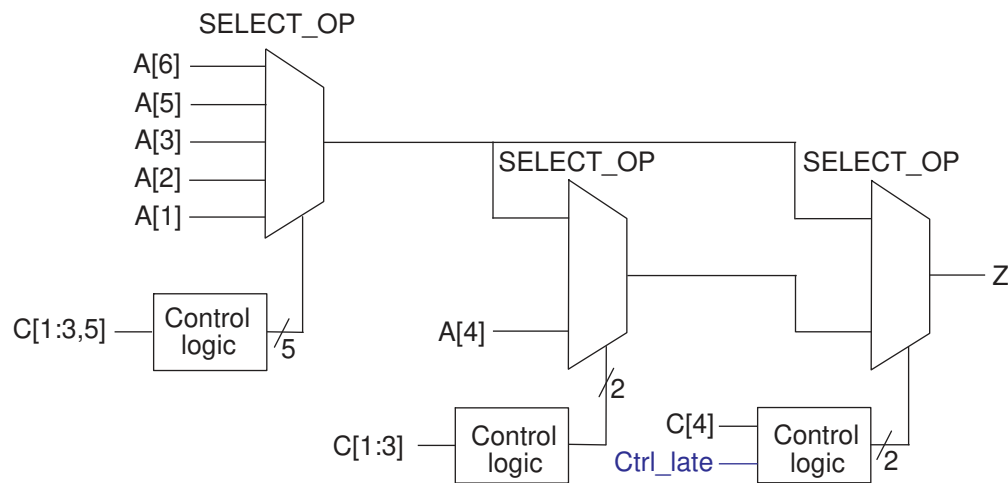 SELECT_OP
A[6]
A[5]
A[3]
A[2]
A[1]
C[1:3,5]
Control
logic
5
SELECT_OP
A[4]
2
C[1:3]
Control
logic
SELECT_OP
Z
C[4]
Ctrl_late
Control
logic
2